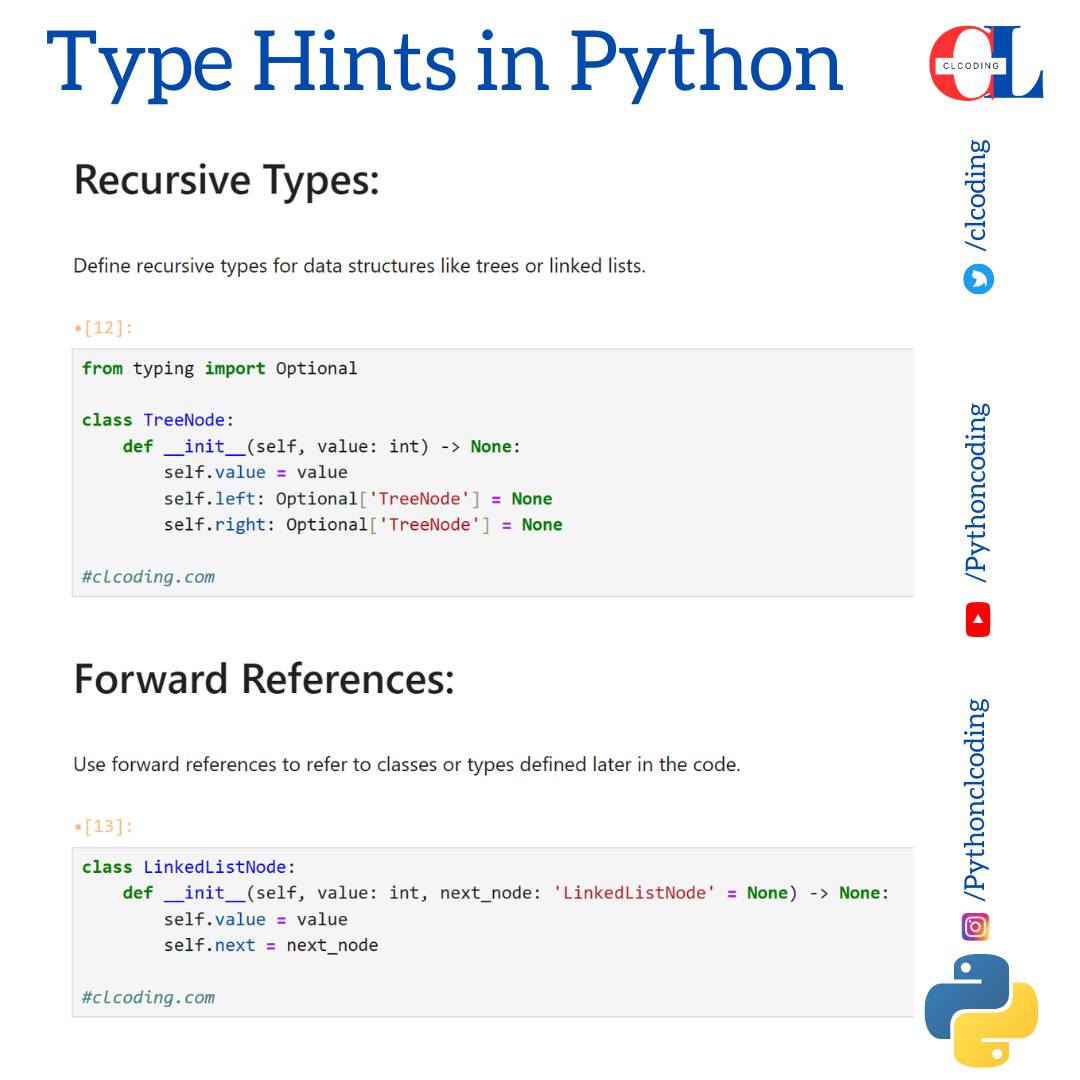 Type Hints in Python
CLCODING
Recursive Types:
Define recursive types for data structures like trees or linked lists.
•[12]:
from typing import Optional
class TreeNode:
    def __init__(self, value: int) -> None:
        self.value = value
        self.left: Optional['TreeNode'] = None
        self.right: Optional['TreeNode'] = None
#clcoding.com
Forward References:
Use forward references to refer to classes or types defined later in the code.
•[13]:
class LinkedListNode:
    def __init__(self, value: int, next_node: 'LinkedListNode' = None) -> None:
        self.value = value
        self.next = next_node
#clcoding.com
/clcoding
/Pythoncoding
/Pythonclcoding